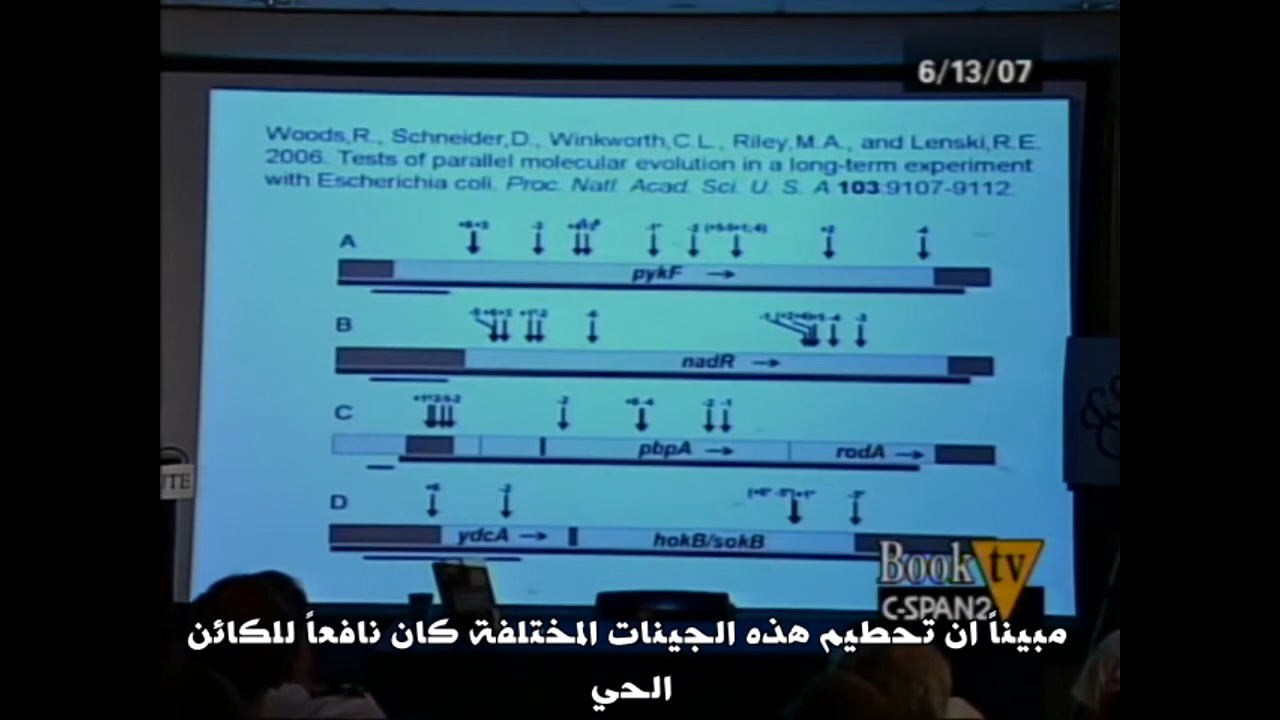 6/13/07
Woods,R., Schneider,D., Winkworth,C.L., Riley,M.A., and Lenski,R.E.
2006. Tests of parallel molecular evolution in a long-term experiment
with Escherichia coli. Proc. Natl. Acad. Sci. U. S. A 103:9107-9112.
A
pykF →
B
nadR →
C
pbpA → rodA →
D
ydcA → hokB/sokB
ITE
Book tv
C-SPAN2
مبيناً ان تحطيم هذه الجينات المختلفة كان نافعاً للكائن
الحي